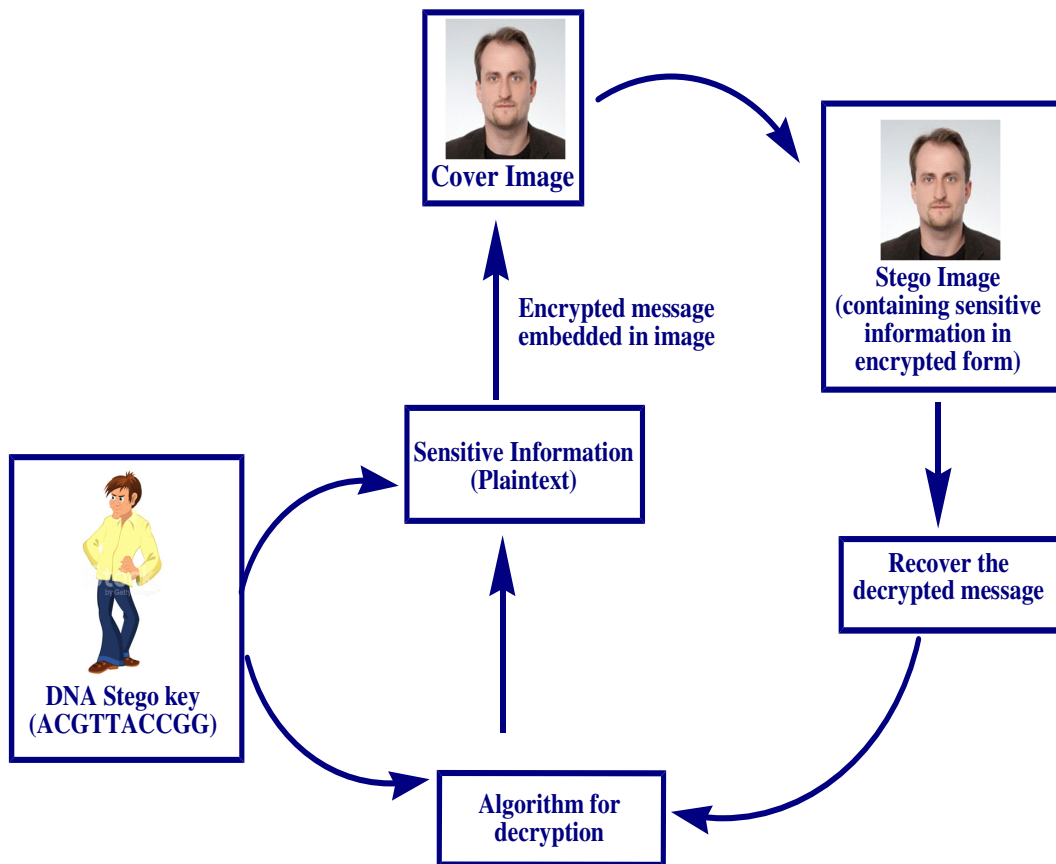 Cover Image
Stego Image
(containing sensitive
information in
encrypted form)
Encrypted message
embedded in image
Sensitive Information
(Plaintext)
DNA Stego key
(ACGTTACCGG)
Recover the
decrypted message
Algorithm for
decryption